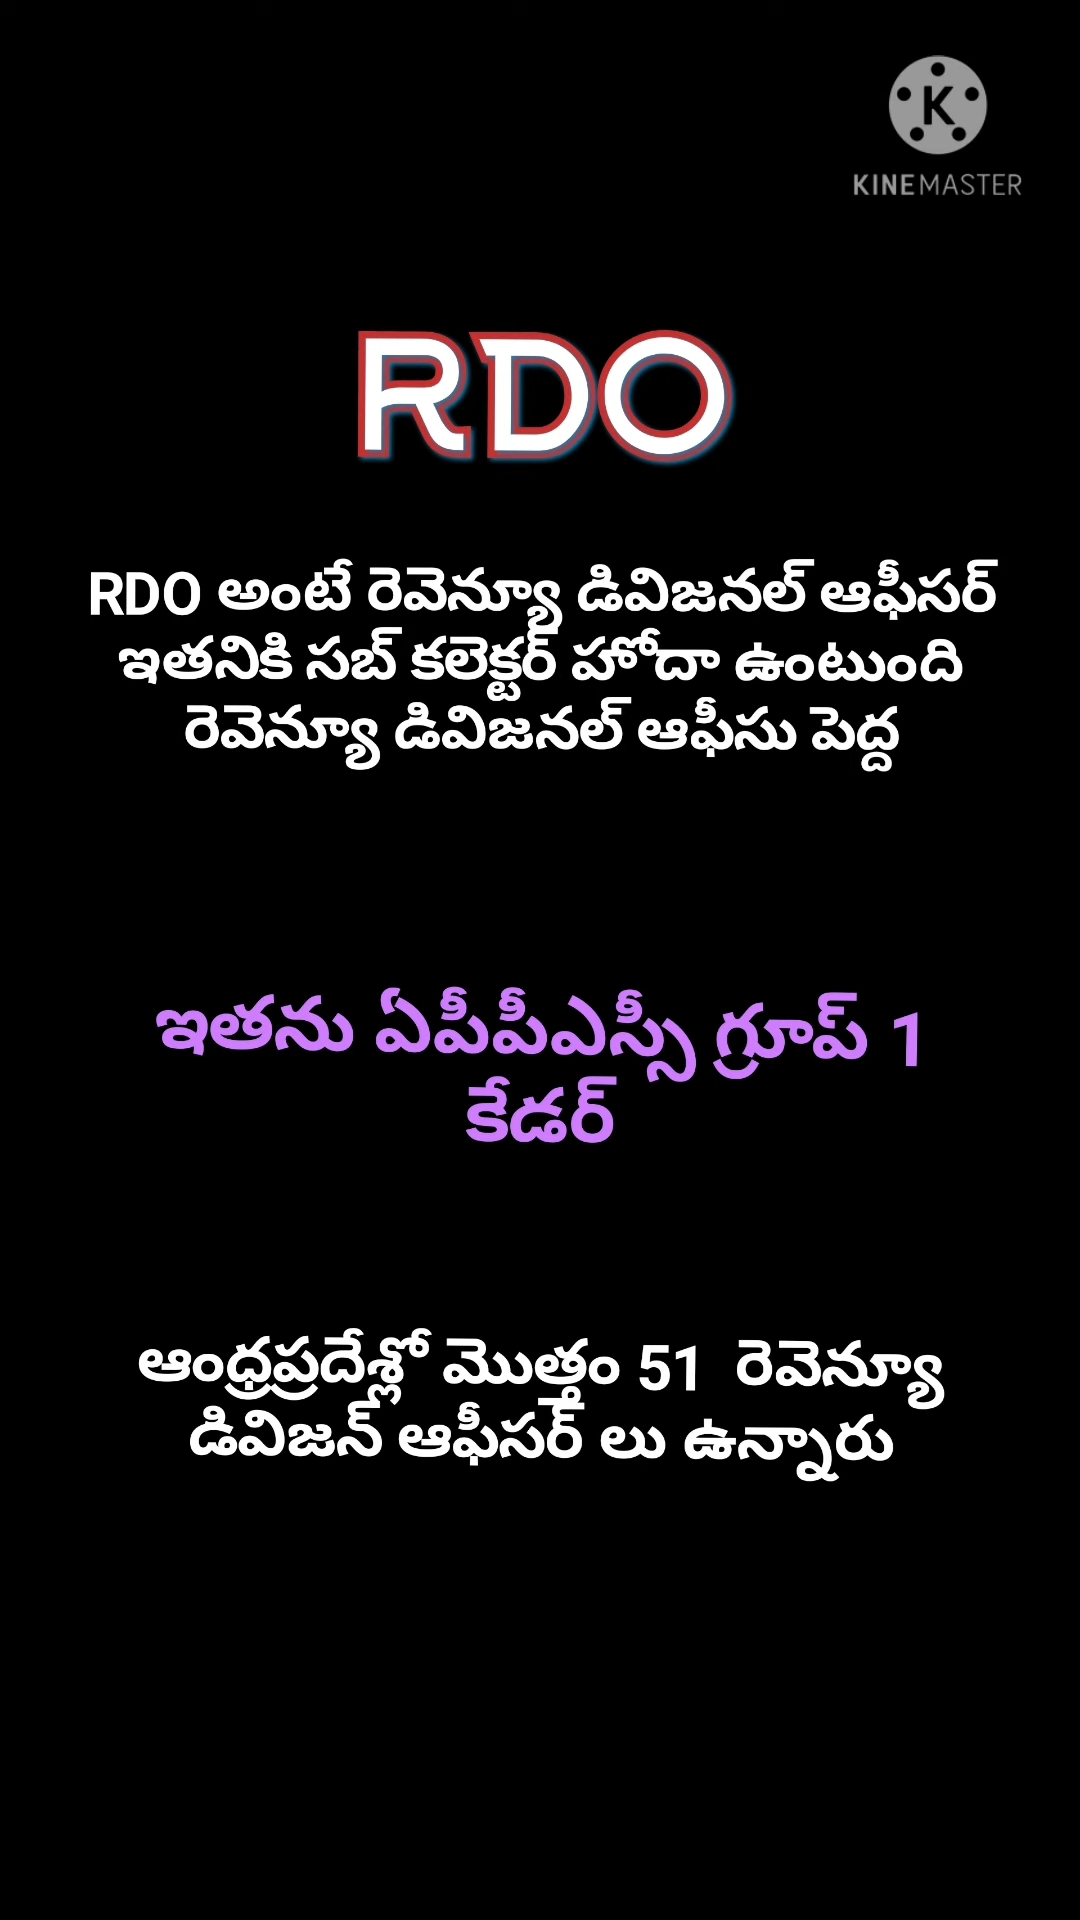 KINEMASTER
RDO
RDO అంటే రెవెన్యూ డివిజనల్ ఆఫీసర్
ఇతనికి సబ్ కలెక్టర్ హోదా ఉంటుంది
రెవెన్యూ డివిజనల్ ఆఫీసు పెద్ద
ఇతను ఏపీపీఎస్సీ గ్రూప్ 1
కేడర్
ఆంధ్రప్రదేశ్లో మొత్తం 51 రెవెన్యూ
డివిజన్ ఆఫీసర్ లు ఉన్నారు